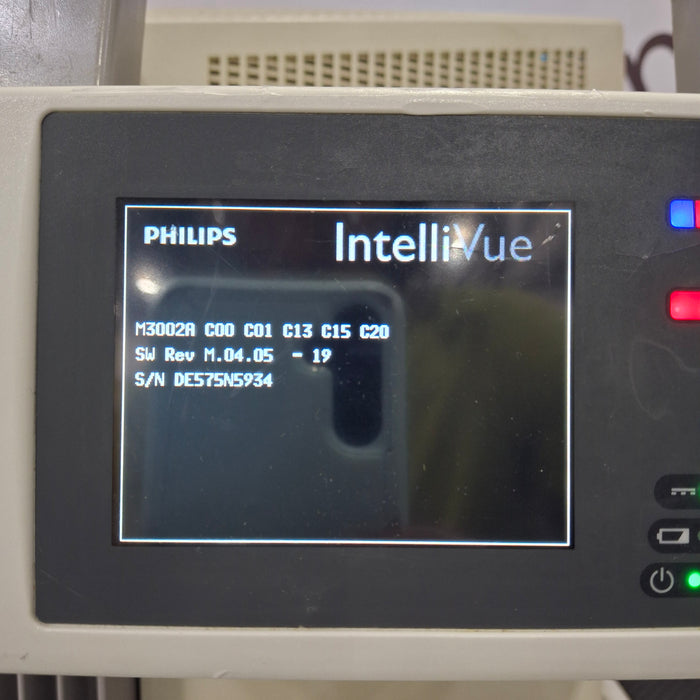 PHILIPS
IntelliVue
M3002A C00 C01 C13 C15 C20
SW Rev M.04.05 - 19
S/N DE575N5934